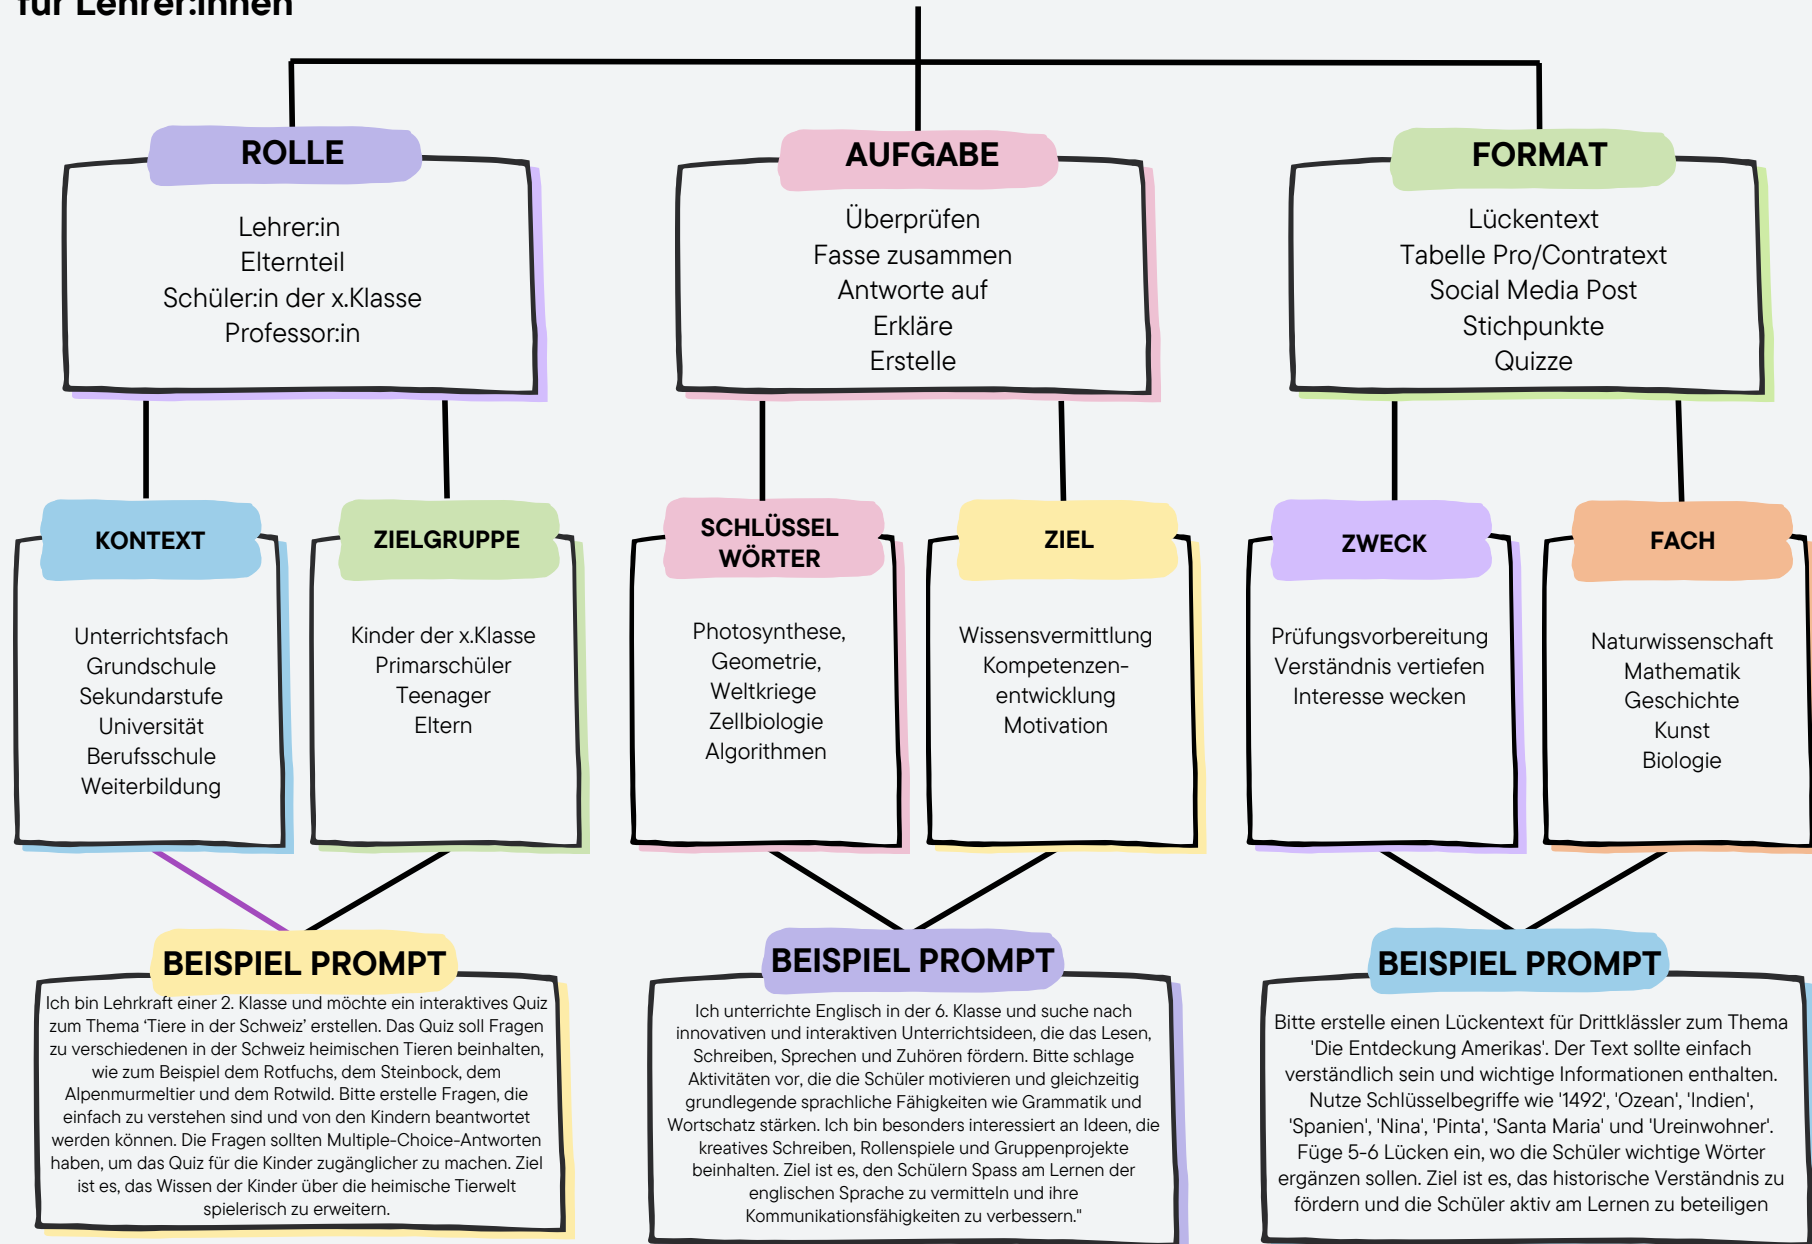 für Lehrer:innen
ROLLE
Lehrer:in
Elternteil
Schüler:in der x.Klasse
Professor:in
AUFGABE
Überprüfen
Fasse zusammen
Antworte auf
Erkläre
Erstelle
FORMAT
Lückentext
Tabelle Pro/Contratext
Social Media Post
Stichpunkte
Quizze
KONTEXT
Unterrichtsfach
Grundschule
Sekundarstufe
Universität
Berufsschule
Weiterbildung
ZIELGRUPPE
Kinder der x.Klasse
Primarschüler
Teenager
Eltern
SCHLÜSSEL
WÖRTER
Photosynthese,
Geometrie,
Weltkriege
Zellbiologie
Algorithmen
ZIEL
Wissensvermittlung
Kompetenzen-
entwicklung
Motivation
ZWECK
Prüfungsvorbereitung
Verständnis vertiefen
Interesse wecken
FACH
Naturwissenschaft
Mathematik
Geschichte
Kunst
Biologie
BEISPIEL PROMPT
Ich bin Lehrkraft einer 2. Klasse und möchte ein interaktives Quiz
zum Thema ‘Tiere in der Schweiz’ erstellen. Das Quiz soll Fragen
zu verschiedenen in der Schweiz heimischen Tieren beinhalten,
wie zum Beispiel dem Rotfuchs, dem Steinbock, dem
Alpenmurmeltier und dem Rotwild. Bitte erstelle Fragen, die
einfach zu verstehen sind und von den Kindern beantwortet
werden können. Die Fragen sollten Multiple-Choice-Antworten
haben, um das Quiz für die Kinder zugänglicher zu machen. Ziel
ist es, das Wissen der Kinder über die heimische Tierwelt
spielerisch zu erweitern.
BEISPIEL PROMPT
Ich unterrichte Englisch in der 6. Klasse und suche nach
innovativen und interaktiven Unterrichtsideen, die das Lesen,
Schreiben, Sprechen und Zuhören fördern. Bitte schlage
Aktivitäten vor, die die Schüler motivieren und gleichzeitig
grundlegende sprachliche Fähigkeiten wie Grammatik und
Wortschatz stärken. Ich bin besonders interessiert an Ideen, die
kreatives Schreiben, Rollenspiele und Gruppenprojekte
beinhalten. Ziel ist es, den Schülern Spass am Lernen der
englischen Sprache zu vermitteln und ihre
Kommunikationsfähigkeiten zu verbessern."
BEISPIEL PROMPT
Bitte erstelle einen Lückentext für Drittklässler zum Thema
'Die Entdeckung Amerikas'. Der Text sollte einfach
verständlich sein und wichtige Informationen enthalten.
Nutze Schlüsselbegriffe wie '1492', 'Ozean', 'Indien',
'Spanien', 'Nina', 'Pinta', 'Santa Maria' und 'Ureinwohner'.
Füge 5-6 Lücken ein, wo die Schüler wichtige Wörter
ergänzen sollen. Ziel ist es, das historische Verständnis zu
fördern und die Schüler aktiv am Lernen zu beteiligen